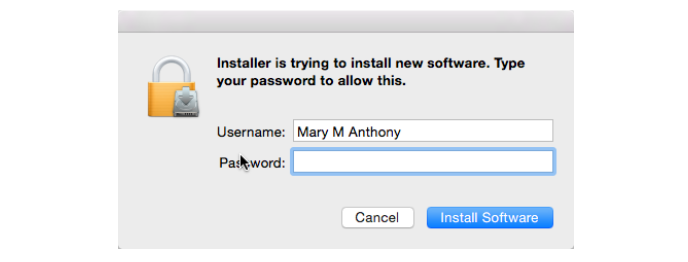 Installer is trying to install new software. Type
your password to allow this.
Username: Mary M Anthony
Password:
Cancel Install Software